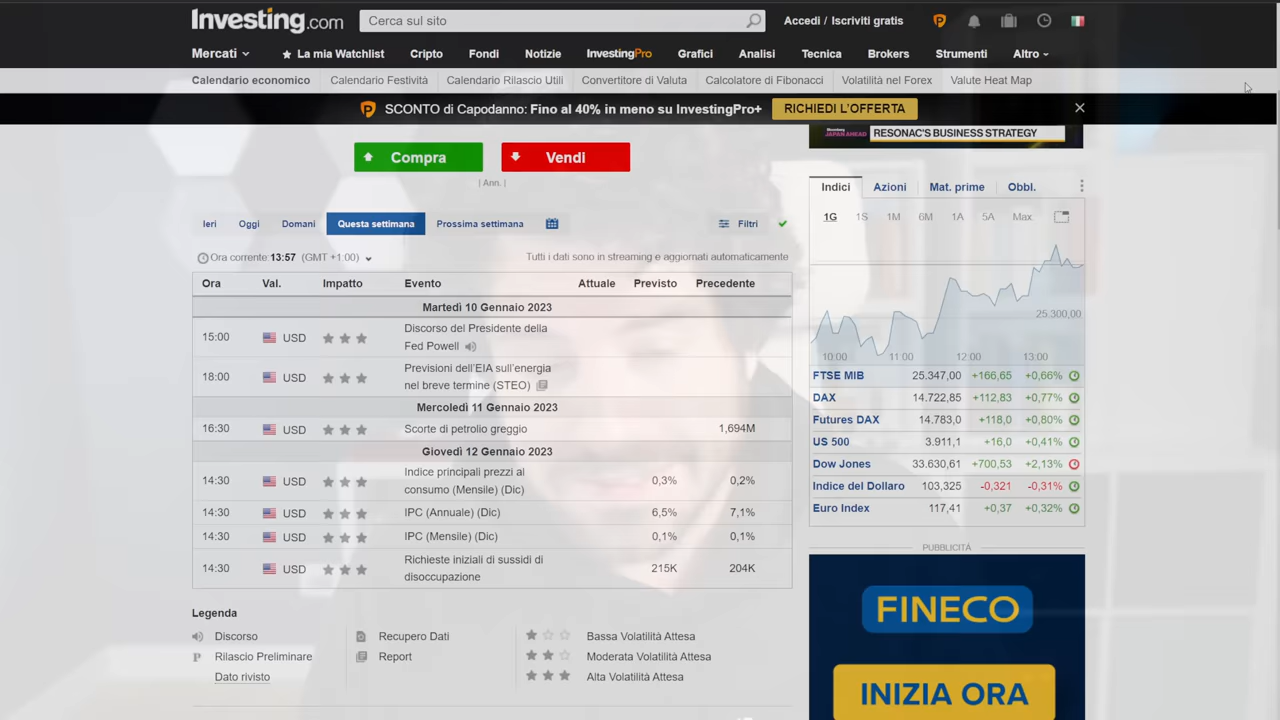 Investing.com
Cerca sul sito
Accedi / Iscriviti gratis
Mercati
La mia Watchlist
Cripto
Fondi
Notizie
InvestingPro
Grafici
Analisi
Tecnica
Brokers
Strumenti
Altro
Calendario economico
Calendario Festività
Calendario Rilascio Utili
Convertitore di Valuta
Calcolatore di Fibonacci
Volatilità nel Forex
Valute Heat Map
SCONTO di Capodanno: Fino al 40% in meno su InvestingPro+
RICHIEDI L'OFFERTA
Bloomberg
JAPAN AHEAD
RESONAC'S BUSINESS STRATEGY
Compra
Vendi
| Ann. |
Ieri
Oggi
Domani
Questa settimana
Prossima settimana
Filtri
Ora corrente 13:57 (GMT +1:00)
Tutti i dati sono in streaming e aggiornati automaticamente
Ora Val. Impatto Evento Attuale Previsto Precedente
Martedì 10 Gennaio 2023
15:00 USD Discorso del Presidente della
Fed Powell
18:00 USD Previsioni dell'EIA sull'energia
nel breve termine (STEO)
Mercoledì 11 Gennaio 2023
16:30 USD Scorte di petrolio greggio 1,694M
Giovedì 12 Gennaio 2023
14:30 USD Indice principali prezzi al
consumo (Mensile) (Dic) 0,3% 0,2%
14:30 USD IPC (Annuale) (Dic) 6,5% 7,1%
14:30 USD IPC (Mensile) (Dic) 0,1% 0,1%
14:30 USD Richieste iniziali di sussidi di
disoccupazione 215K 204K
Legenda
Discorso
Rilascio Preliminare
Dato rivisto
Recupero Dati
Report
Bassa Volatilità Attesa
Moderata Volatilità Attesa
Alta Volatilità Attesa
Indici
Azioni
Mat. prime
Obbl.
1G 1S 1M 6M 1A 5A Max
25.300,00
10:00 11:00 12:00 13:00
FTSE MIB 25.347,00 +166,65 +0,66%
DAX 14.722,85 +112,83 +0,77%
Futures DAX 14.783,0 +118,0 +0,80%
US 500 3.911,1 +16,0 +0,41%
Dow Jones 33.630,61 +700,53 +2,13%
Indice del Dollaro 103,325 -0,321 -0,31%
Euro Index 117,41 +0,37 +0,32%
PUBBLICITÁ
FINECO
INIZIA ORA